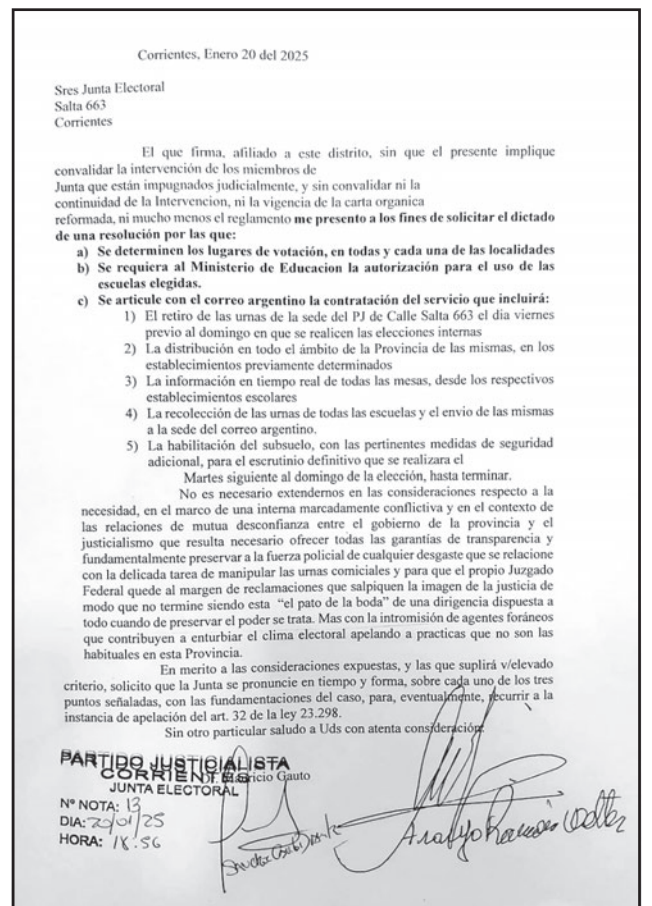 Corrientes, Enero 20 del 2025
Sres Junta Electoral
Salta 663
Corrientes
El que firma, afiliado a este distrito, sin que el presente implique
convalidar la intervención de los miembros de
Junta que están impugnados judicialmente, y sin convalidar ni la
continuidad de la Intervencion, ni la vigencia de la carta organica
reformada, ni mucho menos el reglamento me presento a los fines de solicitar el dictado
de una resolución por las que:
a) Se determinen los lugares de votación, en todas y cada una de las localidades
b) Se requiera al Ministerio de Educacion la autorización para el uso de las
escuelas elegidas.
c) Se articule con el correo argentino la contratación del servicio que incluirá:
1) El retiro de las urnas de la sede del PJ de Calle Salta 663 el dia viernes
previo al domingo en que se realicen las elecciones internas
2) La distribución en todo el ámbito de la Provincia de las mismas, en los
establecimientos previamente determinados
3) La información en tiempo real de todas las mesas, desde los respectivos
establecimientos escolares
4) La recolección de las urnas de todas las escuelas y el envio de las mismas
a la sede del correo argentino.
5) La habilitación del subsuelo, con las pertinentes medidas de seguridad
adicional, para el escrutinio definitivo que se realizara el
Martes siguiente al domingo de la elección, hasta terminar.
No es necesario extendernos en las consideraciones respecto a la
necesidad, en el marco de una interna marcadamente conflictiva y en el contexto de
las relaciones de mutua desconfianza entre el gobierno de la provincia y el
justicialismo que resulta necesario ofrecer todas las garantías de transparencia y
fundamentalmente preservar a la fuerza policial de cualquier desgaste que se relacione
con la delicada tarea de manipular las urnas comiciales y para que el propio Juzgado
Federal quede al margen de reclamaciones que salpiquen la imagen de la justicia de
modo que no termine siendo esta "el pato de la boda" de una dirigencia dispuesta a
todo cuando de preservar el poder se trata. Mas con la intromisión de agentes foráneos
que contribuyen a enturbiar el clima electoral apelando a practicas que no son las
habituales en esta Provincia.
En merito a las consideraciones expuestas, y las que suplirá v/elevado
criterio, solicito que la Junta se pronuncie en tiempo y forma, sobre cada uno de los tres
puntos señaladas, con las fundamentaciones del caso, para, eventualmente, recurrir a la
instancia de apelación del art. 32 de la ley 23.298.
Sin otro particular saludo a Uds con atenta consideración.
PARTIDO JUSTICIALISTA
CORRIENTES
Gauto
JUNTA ELECTORAL
Nº NOTA: 13
DIA: 20/01/25
HORA: 18.56